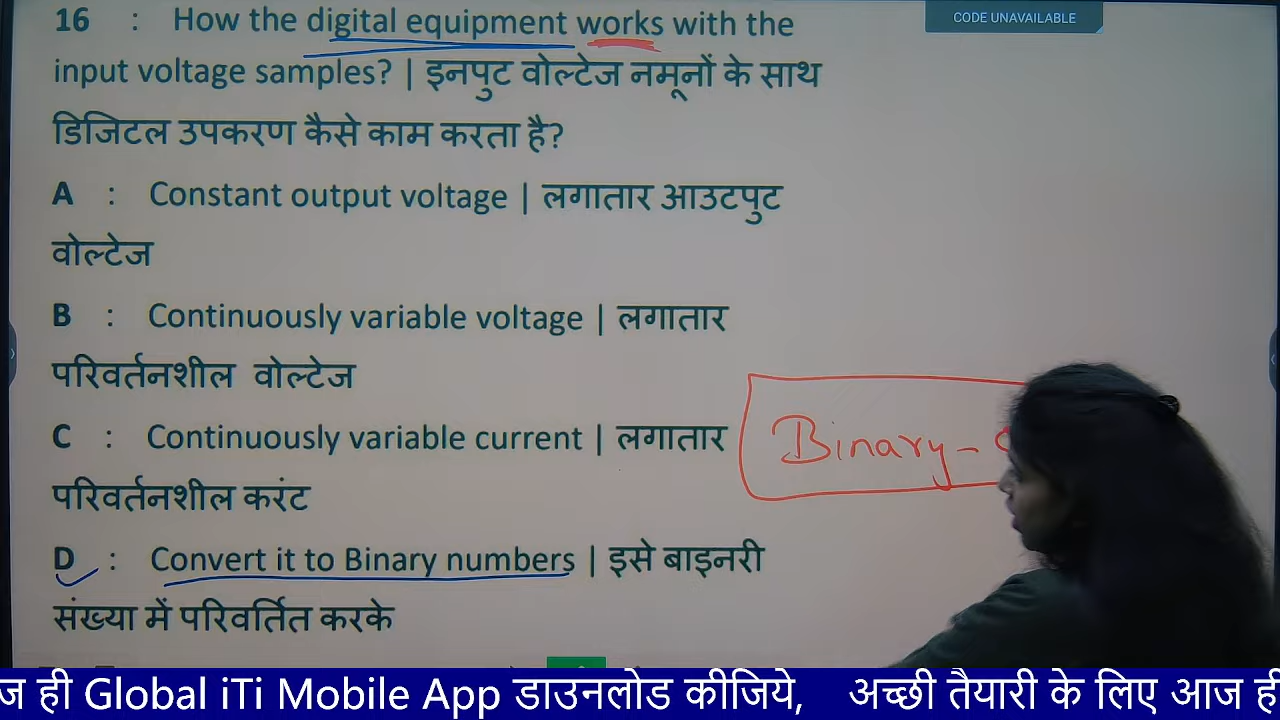 16 : How the digital equipment works with the
CODE UNAVAILABLE
input voltage samples? | इनपुट वोल्टेज नमूनों के साथ
डिजिटल उपकरण कैसे काम करता है?
A : Constant output voltage | लगातार आउटपुट
वोल्टेज
B : Continuously variable voltage | लगातार
परिवर्तनशील वोल्टेज
C : Continuously variable current | लगातार
परिवर्तनशील करंट
Binary-
D : Convert it to Binary numbers | इसे बाइनरी
संख्या में परिवर्तित करके
ज ही Global iTi Mobile App डाउनलोड कीजिये, अच्छी तैयारी के लिए आज ही